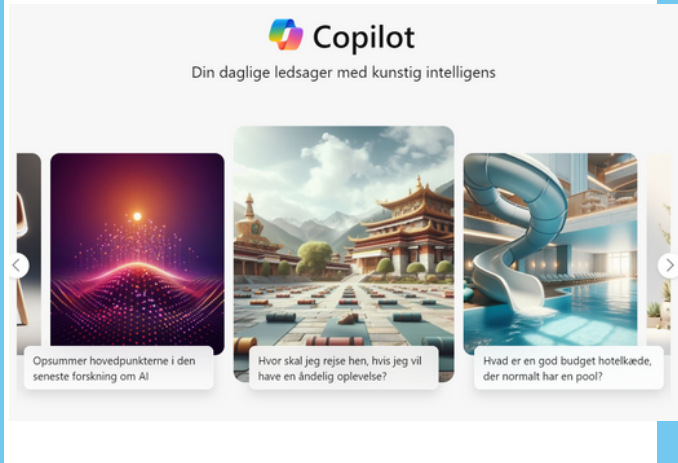 Copilot
Din daglige ledsager med kunstig intelligens
Opsummer hovedpunkterne i den
seneste forskning om AI
Hvor skal jeg rejse hen, hvis jeg vil
have en åndelig oplevelse?
Hvad er en god budget hotelkæde,
der normalt har en pool?